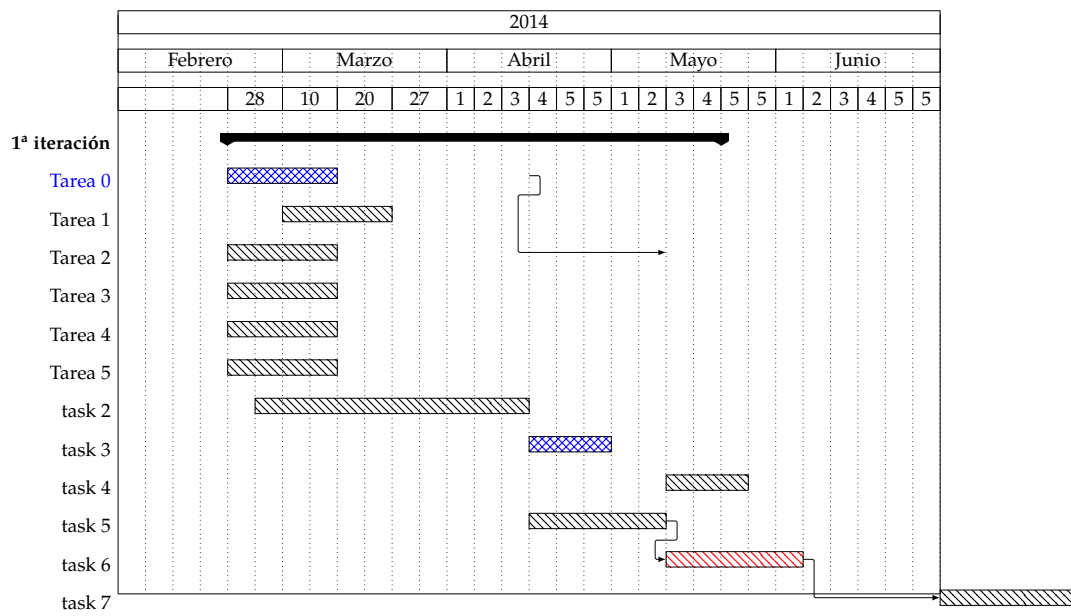 2014
Febrero Marzo Abril Mayo Junio
28 10 20 27 1 2 3 4 5 5 1 2 3 4 5 5 1 2 3 4 5 5
1ª iteración
Tarea 0
Tarea 1
Tarea 2
Tarea 3
Tarea 4
Tarea 5
task 2
task 3
task 4
task 5
task 6
task 7